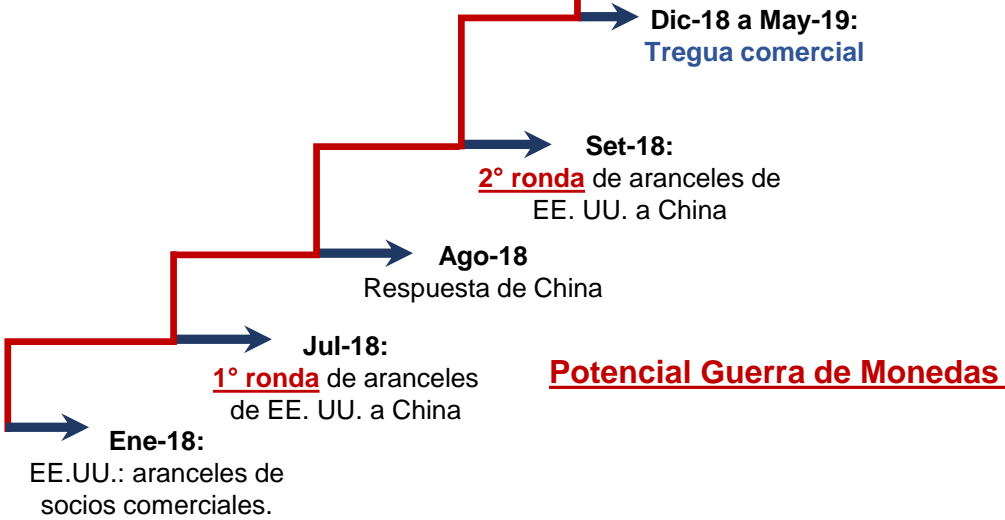 Dic-18 a May-19:
Tregua comercial
Set-18:
2° ronda de aranceles de
EE. UU. a China
Ago-18
Respuesta de China
Jul-18:
1° ronda de aranceles
de EE. UU. a China
Potencial Guerra de Monedas
Ene-18:
EE.UU.: aranceles de
socios comerciales.